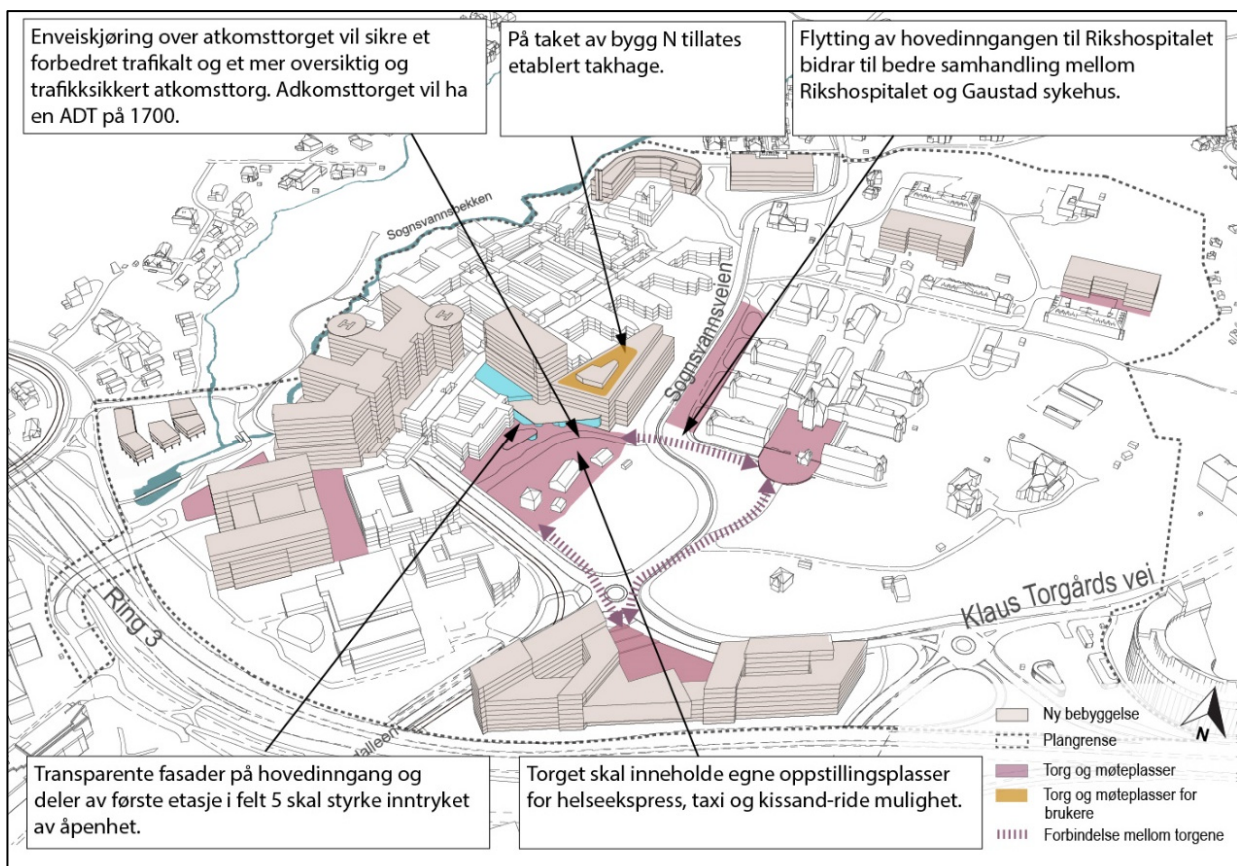 Enveiskjøring over atkomsttorget vil sikre et
forbedret trafikalt og et mer oversiktig og
trafikksikkert atkomsttorg. Adkomsttorget vil ha
en ADT på 1700.
På taket av bygg N tillates
etablert takhage.
Flytting av hovedinngangen til Rikshospitalet
bidrar til bedre samhandling mellom
Rikshospitalet og Gaustad sykehus.
Sognsvannsbekken
H
H
Sognsvannsveien
Ring 3
Klaus Torgårds vei
Transparente fasader på hovedinngang og
deler av første etasje i felt 5 skal styrke inntryket
av åpenhet.
Torget skal inneholde egne oppstillingsplasser
for helseekspress, taxi og kissand-ride mulighet.
N
Ny bebyggelse
Plangrense
Torg og møteplasser
Torg og møteplasser for
brukere
Forbindelse mellom torgene